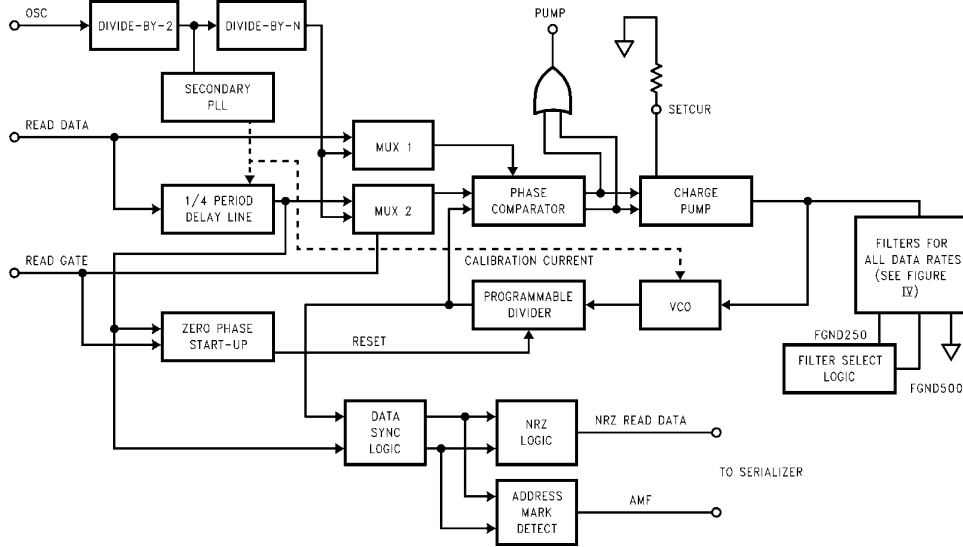 OSC
DIVIDE-BY-2
DIVIDE-BY-N
PUMP
SECONDARY
PLL
SETCUR
READ DATA
MUX 1
1/4 PERIOD
DELAY LINE
MUX 2
PHASE
COMPARATOR
CHARGE
PUMP
READ GATE
CALIBRATION CURRENT
FILTERS FOR
ALL DATA RATES
(SEE FIGURE
IV)
PROGRAMMABLE
DIVIDER
VCO
ZERO PHASE
START-UP
RESET
FGND250
FILTER SELECT
LOGIC
FGND500
DATA
SYNC
LOGIC
NRZ
LOGIC
NRZ READ DATA
TO SERIALIZER
ADDRESS
MARK
DETECT
AMF